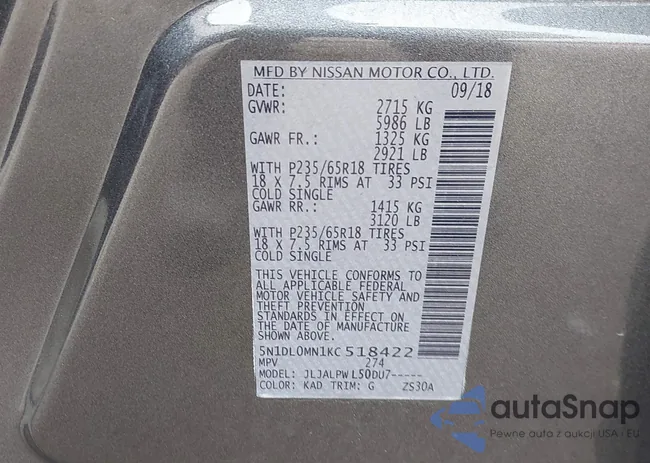 MFD BY NISSAN MOTOR CO., LTD.
DATE: 09/18
GVWR: 2715 KG
5986 LB
GAWR FR.: 1325 KG
2921 LB
WITH P235/65R18 TIRES
18 X 7.5 RIMS AT 33 PSI
COLD SINGLE
GAWR RR.: 1415 KG
3120 LB
WITH P235/65R18 TIRES
18 X 7.5 RIMS AT 33 PSI
COLD SINGLE
THIS VEHICLE CONFORMS TO
ALL APPLICABLE FEDERAL
MOTOR VEHICLE SAFETY AND
THEFT PREVENTION
STANDARDS IN EFFECT ON
THE DATE OF MANUFACTURE
SHOWN ABOVE.
5N1DL0MN1KC518422
MPV 274
MODEL: JLJALPWL50DU7-----
COLOR: KAD TRIM: G ZS30A
autaSnap
Pewne auta z aukcji USA i EU